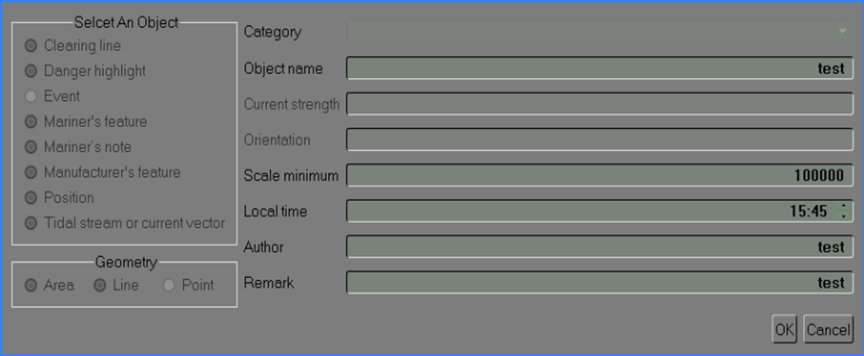 Selcet An Object
Clearing line
Danger highlight
Event
Mariner's feature
Mariner's note
Manufacturer's feature
Position
Tidal stream or current vector
Geometry
Area Line Point
Category
Object name test
Current strength
Orientation
Scale minimum 100000
Local time 15:45
Author test
Remark test
OK Cancel